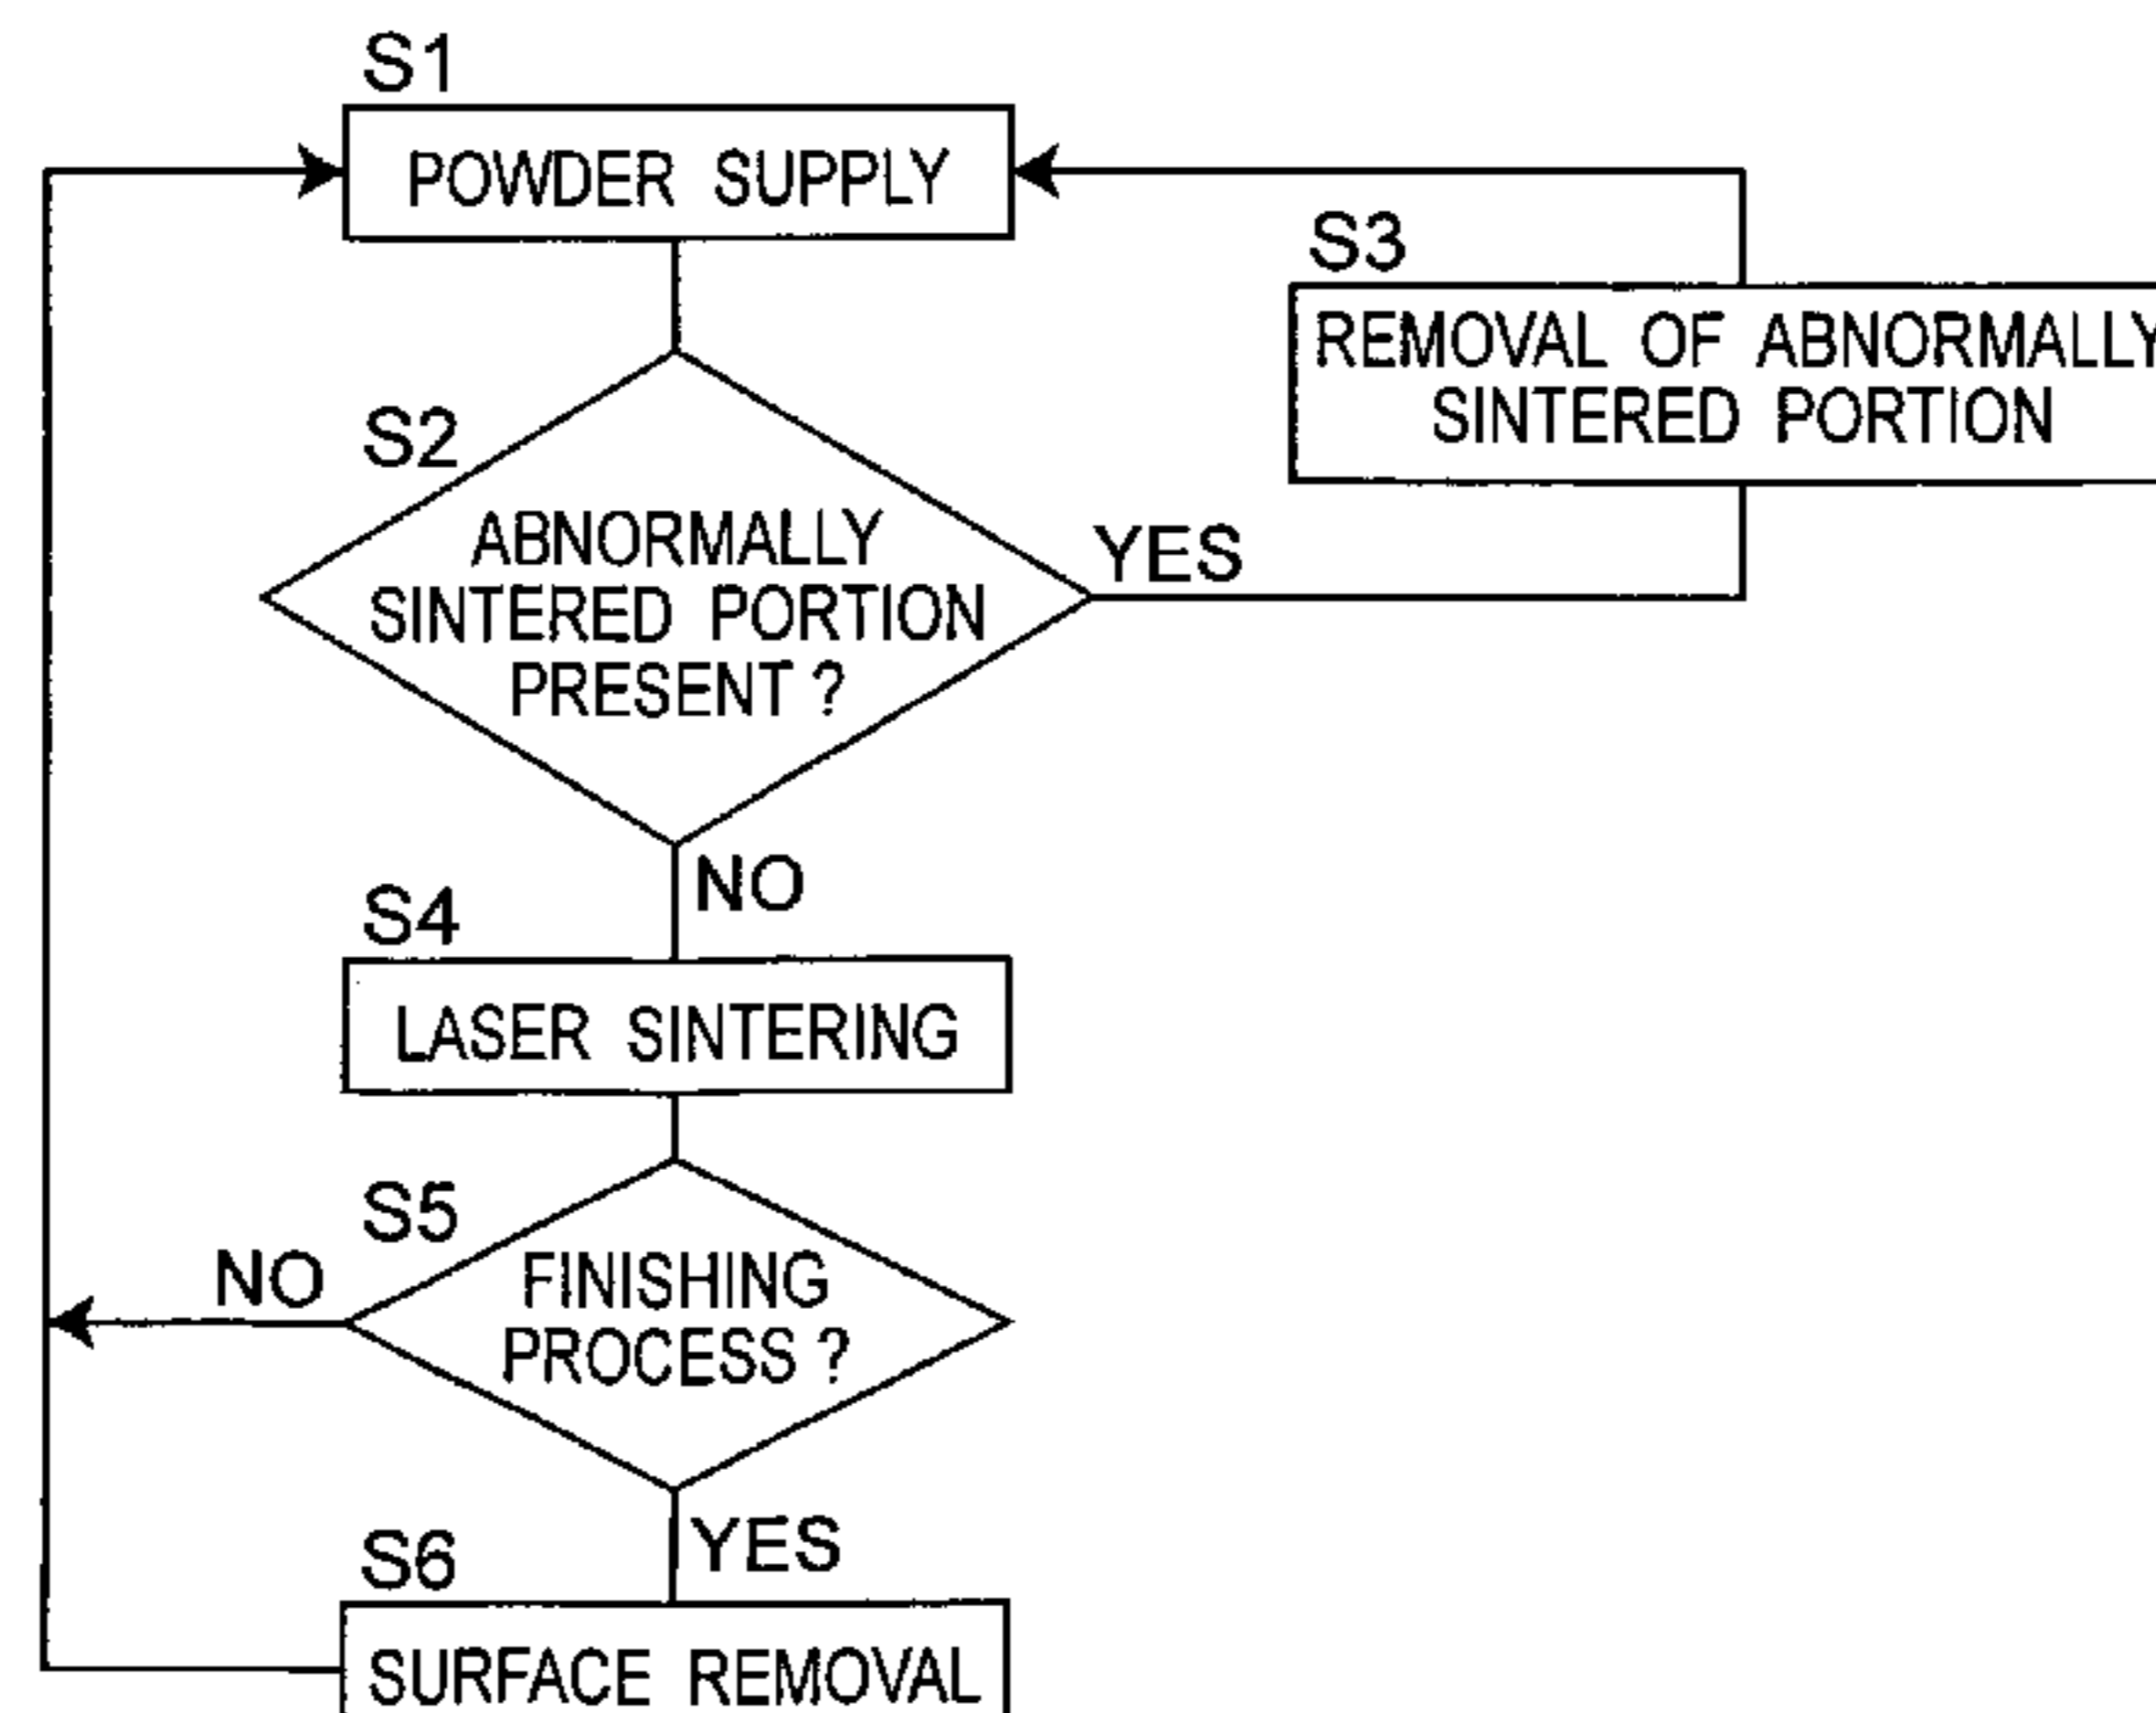 S1
POWDER SUPPLY
S3
REMOVAL OF ABNORMALLY
SINTERED PORTION
S2
ABNORMALLY
SINTERED PORTION
PRESENT ?
YES
NO
S4
LASER SINTERING
S5
FINISHING
PROCESS ?
NO
YES
S6
SURFACE REMOVAL